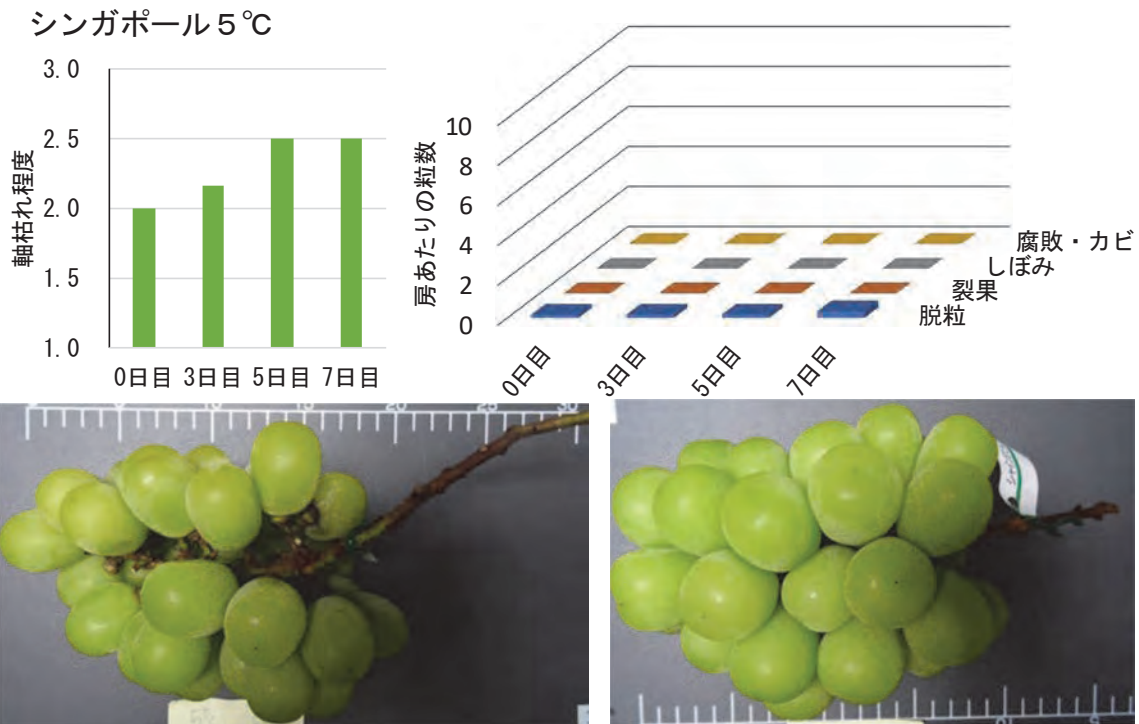 シンガポール5℃
軸枯れ程度
3.0
2.5
2.0
1.5
1.0
0日目 3日目 5日目 7日目
房あたりの粒数
10
8
6
4
2
0
0日目 3日目 5日目 7日目
腐敗・カビ
しぼみ
裂果
脱粒